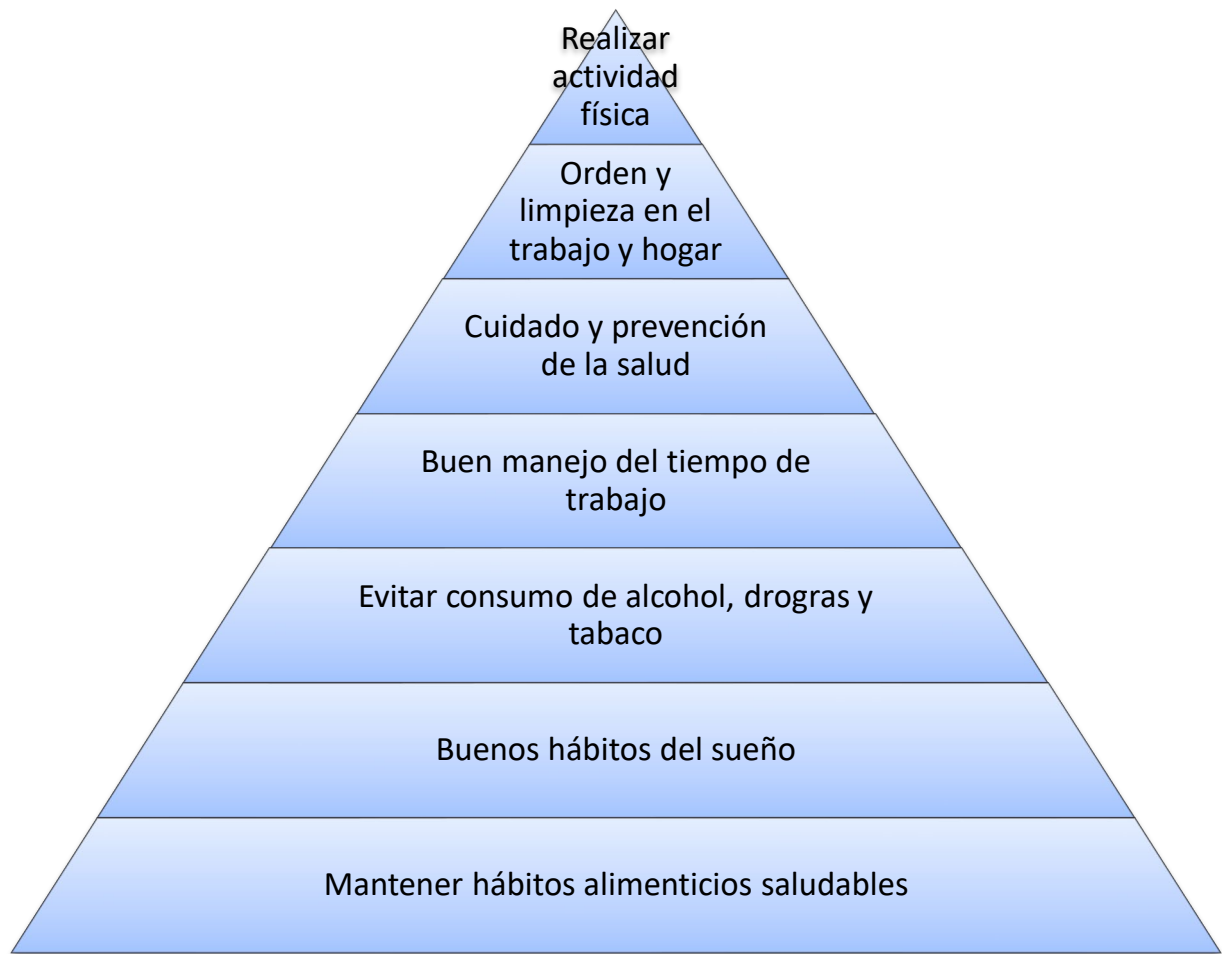 Realizar
actividad
física
Orden y
limpieza en el
trabajo y hogar
Cuidado y prevención
de la salud
Buen manejo del tiempo de
trabajo
Evitar consumo de alcohol, drogras y
tabaco
Buenos hábitos del sueño
Mantener hábitos alimenticios saludables